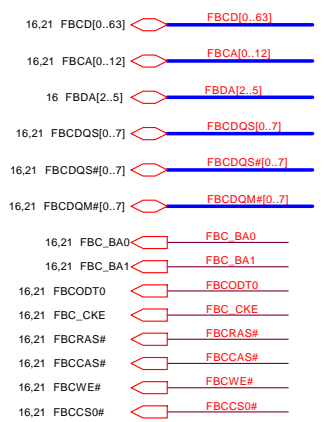 16,21 FBCD[0..63] FBCD[0..63]
16,21 FBCA[0..12] FBCA[0..12]
16 FBDA[2..5] FBDA[2..5]
16,21 FBCDQS[0..7] FBCDQS[0..7]
16,21 FBCDQS#[0..7] FBCDQS#[0..7]
16,21 FBCDQM#[0..7] FBCDQM#[0..7]
16,21 FBC_BA0 FBC_BA0
16,21 FBC_BA1 FBC_BA1
16,21 FBCODT0 FBCODT0
16,21 FBC_CKE FBC_CKE
16,21 FBCRAS# FBCRAS#
16,21 FBCCAS# FBCCAS#
16,21 FBCWE# FBCWE#
16,21 FBCCS0# FBCCS0#